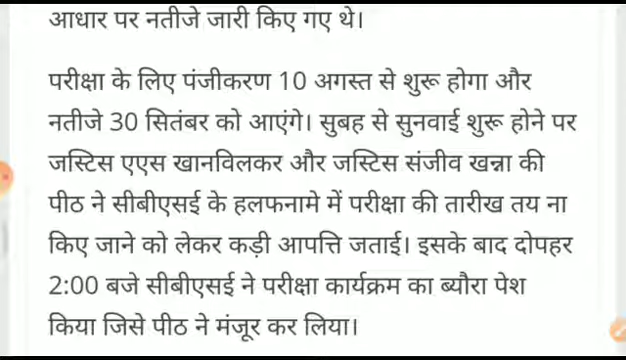 आधार पर नतीजे जारी किए गए थे।
परीक्षा के लिए पंजीकरण 10 अगस्त से शुरू होगा और
नतीजे 30 सितंबर को आएंगे। सुबह से सुनवाई शुरू होने पर
जस्टिस एएस खानविलकर और जस्टिस संजीव खन्ना की
पीठ ने सीबीएसई के हलफनामे में परीक्षा की तारीख तय ना
किए जाने को लेकर कड़ी आपत्ति जताई। इसके बाद दोपहर
2:00 बजे सीबीएसई ने परीक्षा कार्यक्रम का ब्यौरा पेश
किया जिसे पीठ ने मंजूर कर लिया।